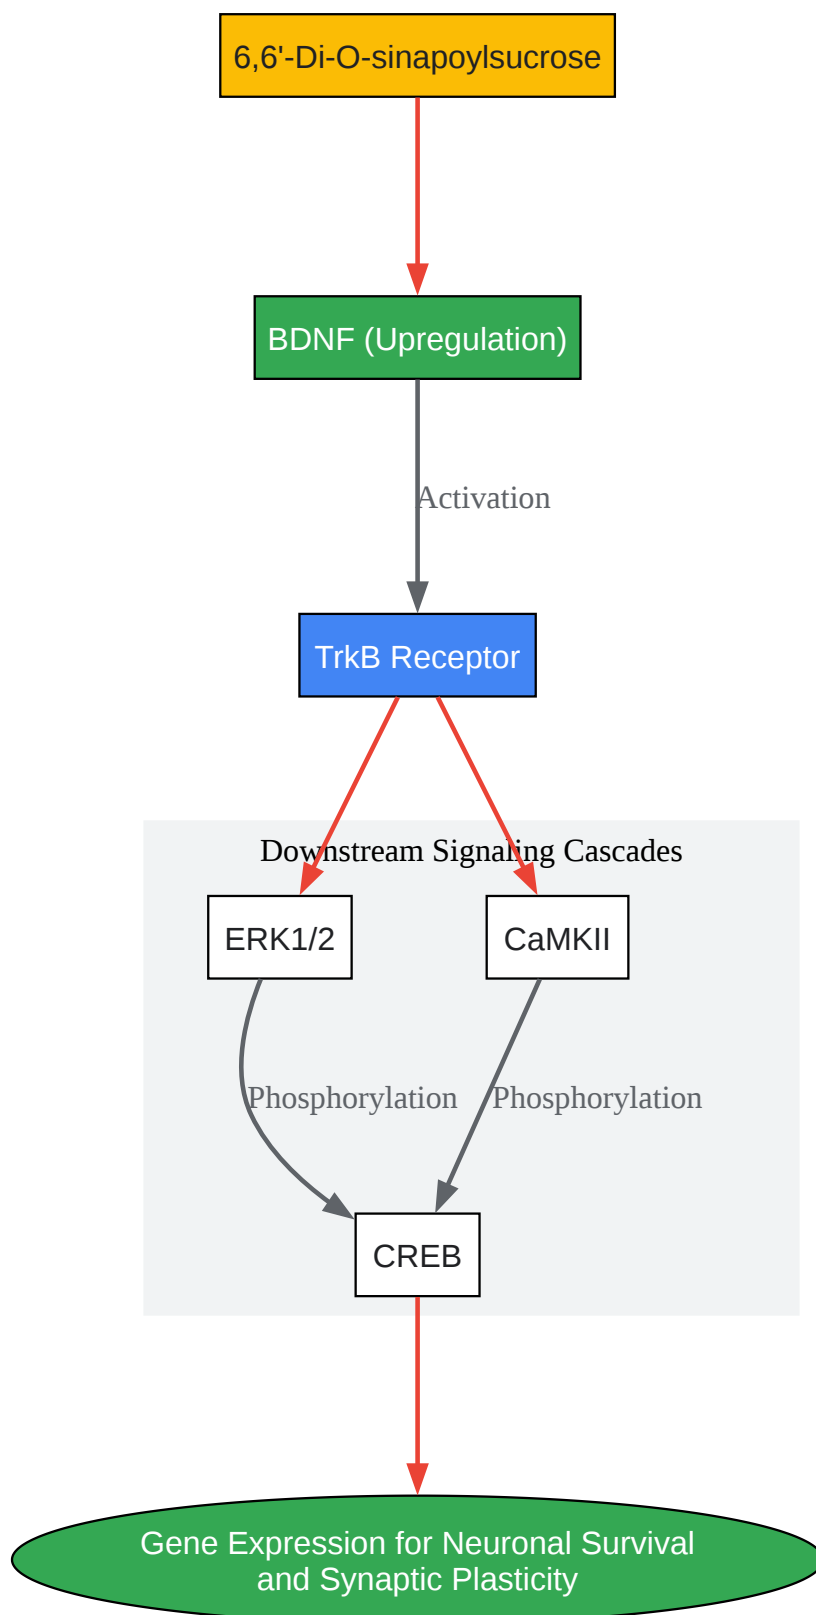 6,6'-Di-O-sinapoylsucrose
BDNF (Upregulation)
Activation
TrkB Receptor
Downstream Signaling Cascades
ERK1/2
CaMKII
Phosphorylation
Phosphorylation
CREB
Gene Expression for Neuronal Survival
and Synaptic Plasticity